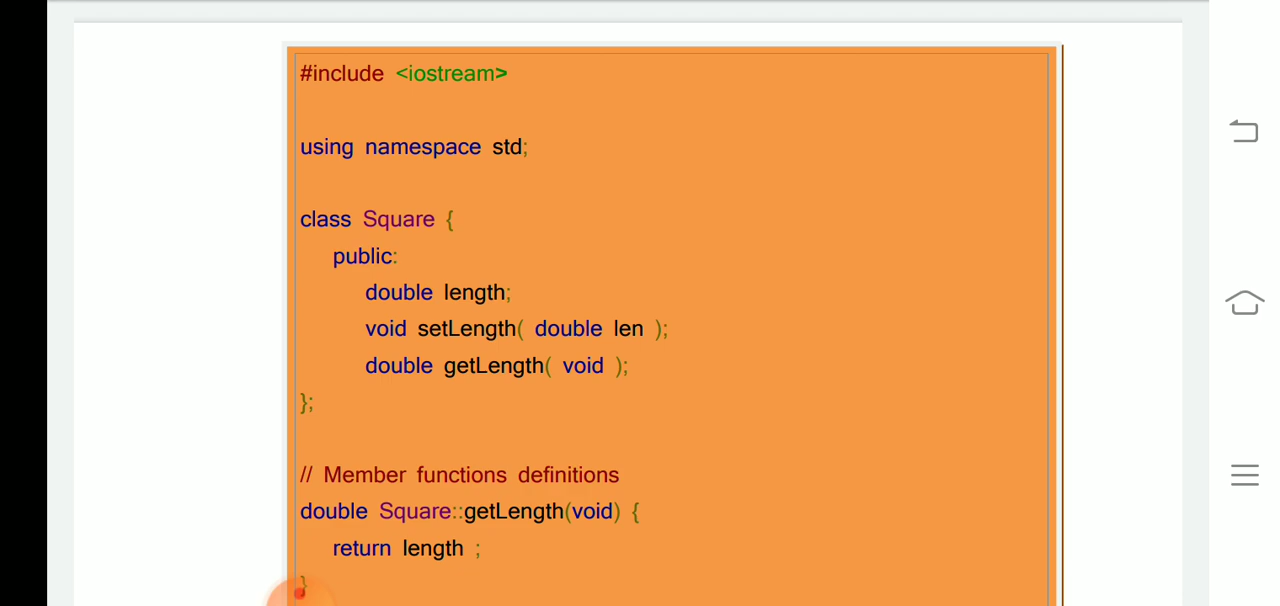 #include <iostream>
using namespace std;
class Square {
public:
double length;
void setLength( double len );
double getLength( void );
};
// Member functions definitions
double Square::getLength(void) {
return length ;
}